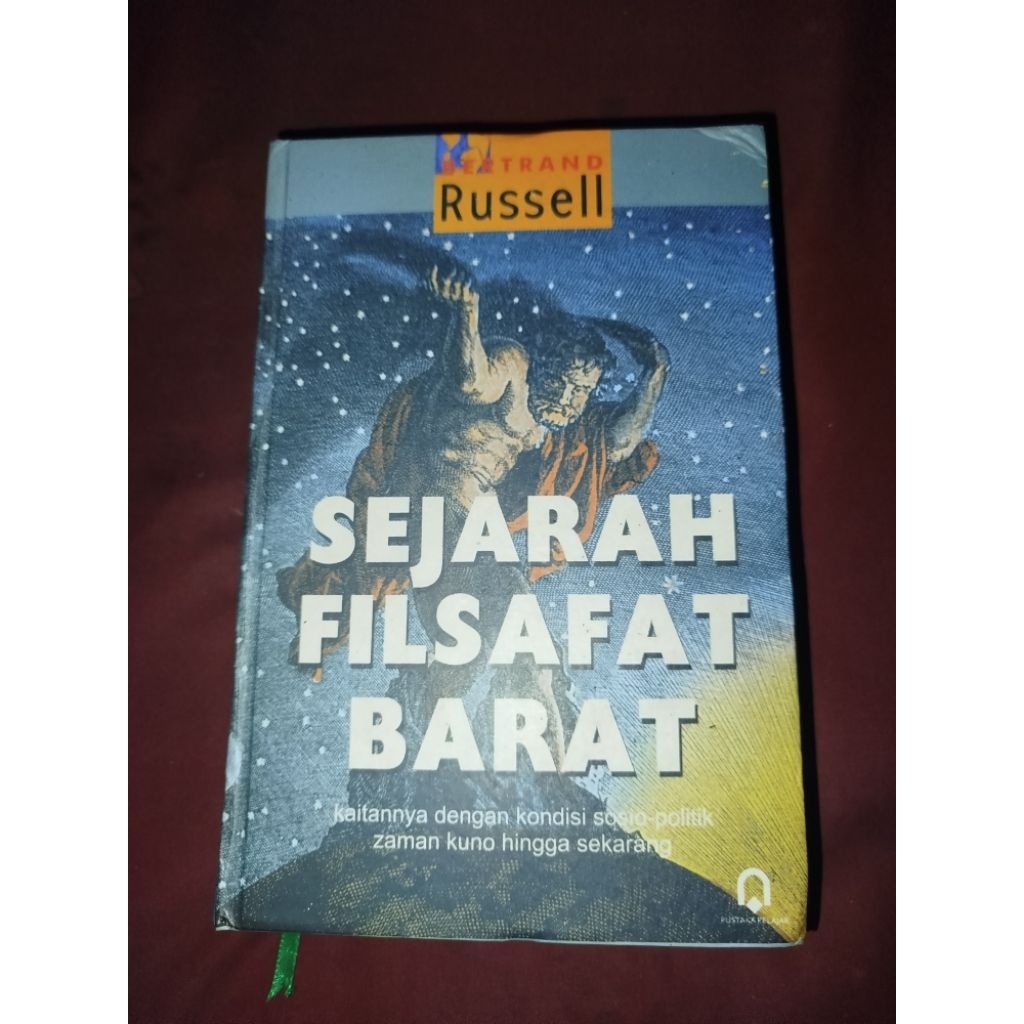 BERTRAND
Russell
SEJARAH
FILSAFAT
BARAT
kaitannya dengan kondisi sosio-politik
zaman kuno hingga sekarang
PUSTAKA PELAJAR